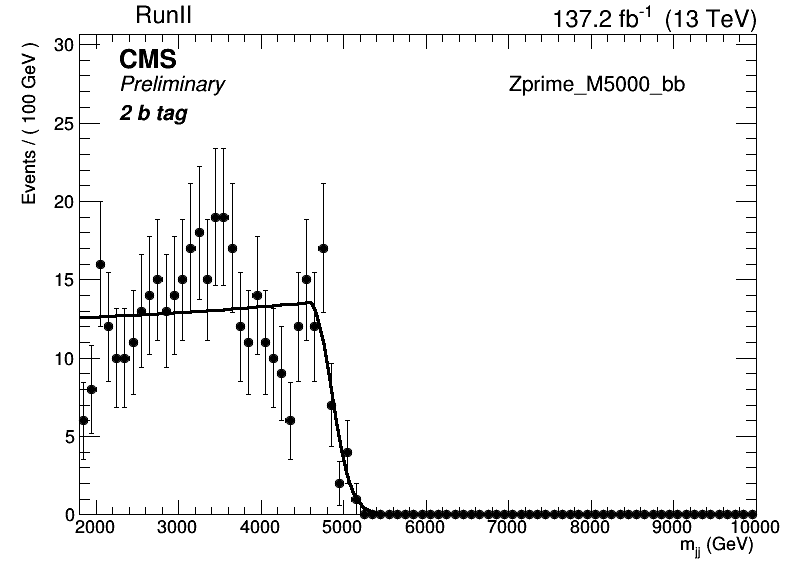 RunII
137.2 fb-1 (13 TeV)
CMS
Preliminary
2 b tag
Zprime_M5000_bb
Events / ( 100 GeV )
30
25
20
15
10
5
0
2000 3000 4000 5000 6000 7000 8000 9000 10000
mjj (GeV)